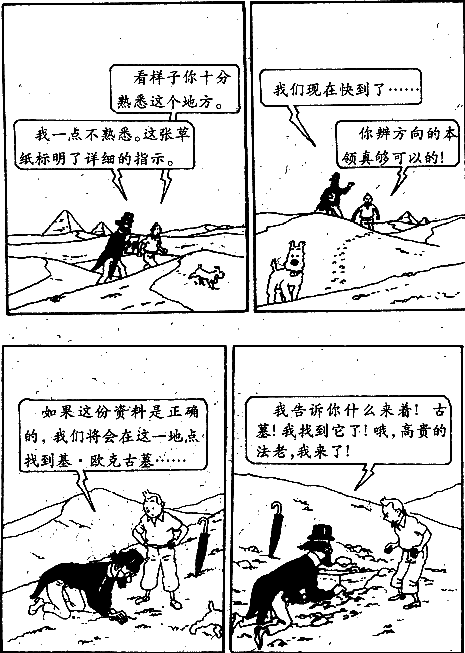 看样子你十分
熟悉这个地方。
我一点不熟悉。这张草
纸标明了详细的指示。
我们现在快到了……
你辨方向的本
领真够可以的!
如果这份资料是正确
的，我们将会在这一地点
找到基·欧克古墓……
我告诉你什么来着! 古
墓!我找到它了!哦,高贵的
法老,我来了!